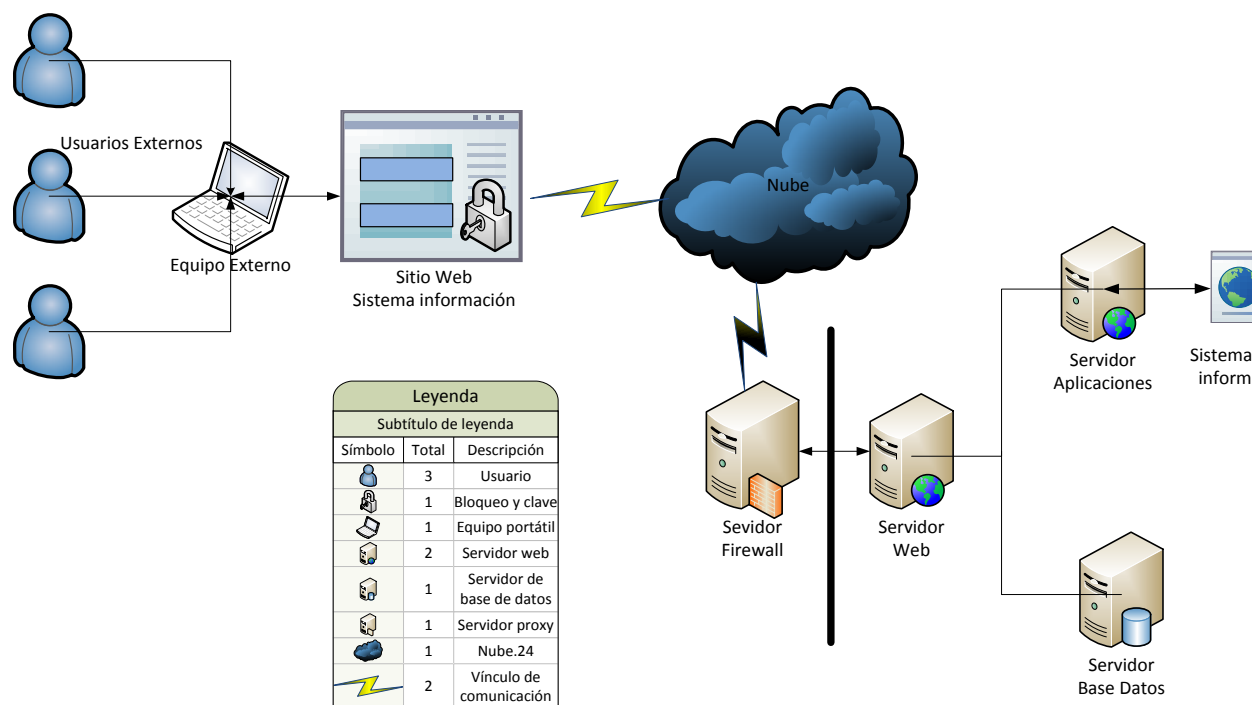 Usuarios Externos
Equipo Externo
Sitio Web
Sistema información
Nube
Servidor
Aplicaciones
Sistema
inform
Sevidor
Firewall
Servidor
Web
Servidor
Base Datos
Leyenda
Subtítulo de leyenda
Símbolo Total Descripción
3 Usuario
1 Bloqueo y clave
1 Equipo portátil
2 Servidor web
1 Servidor de
base de datos
1 Servidor proxy
1 Nube.24
2 Vínculo de
comunicación